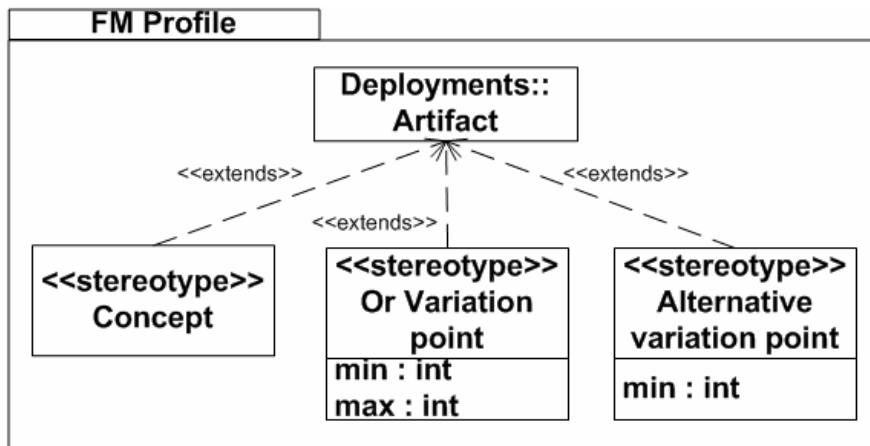 FM Profile
Deployments::
Artifact
<<extends>>
<<extends>>
<<extends>>
<<stereotype>>
Concept
<<stereotype>>
Or Variation
point
min : int
max : int
<<stereotype>>
Alternative
variation point
min : int